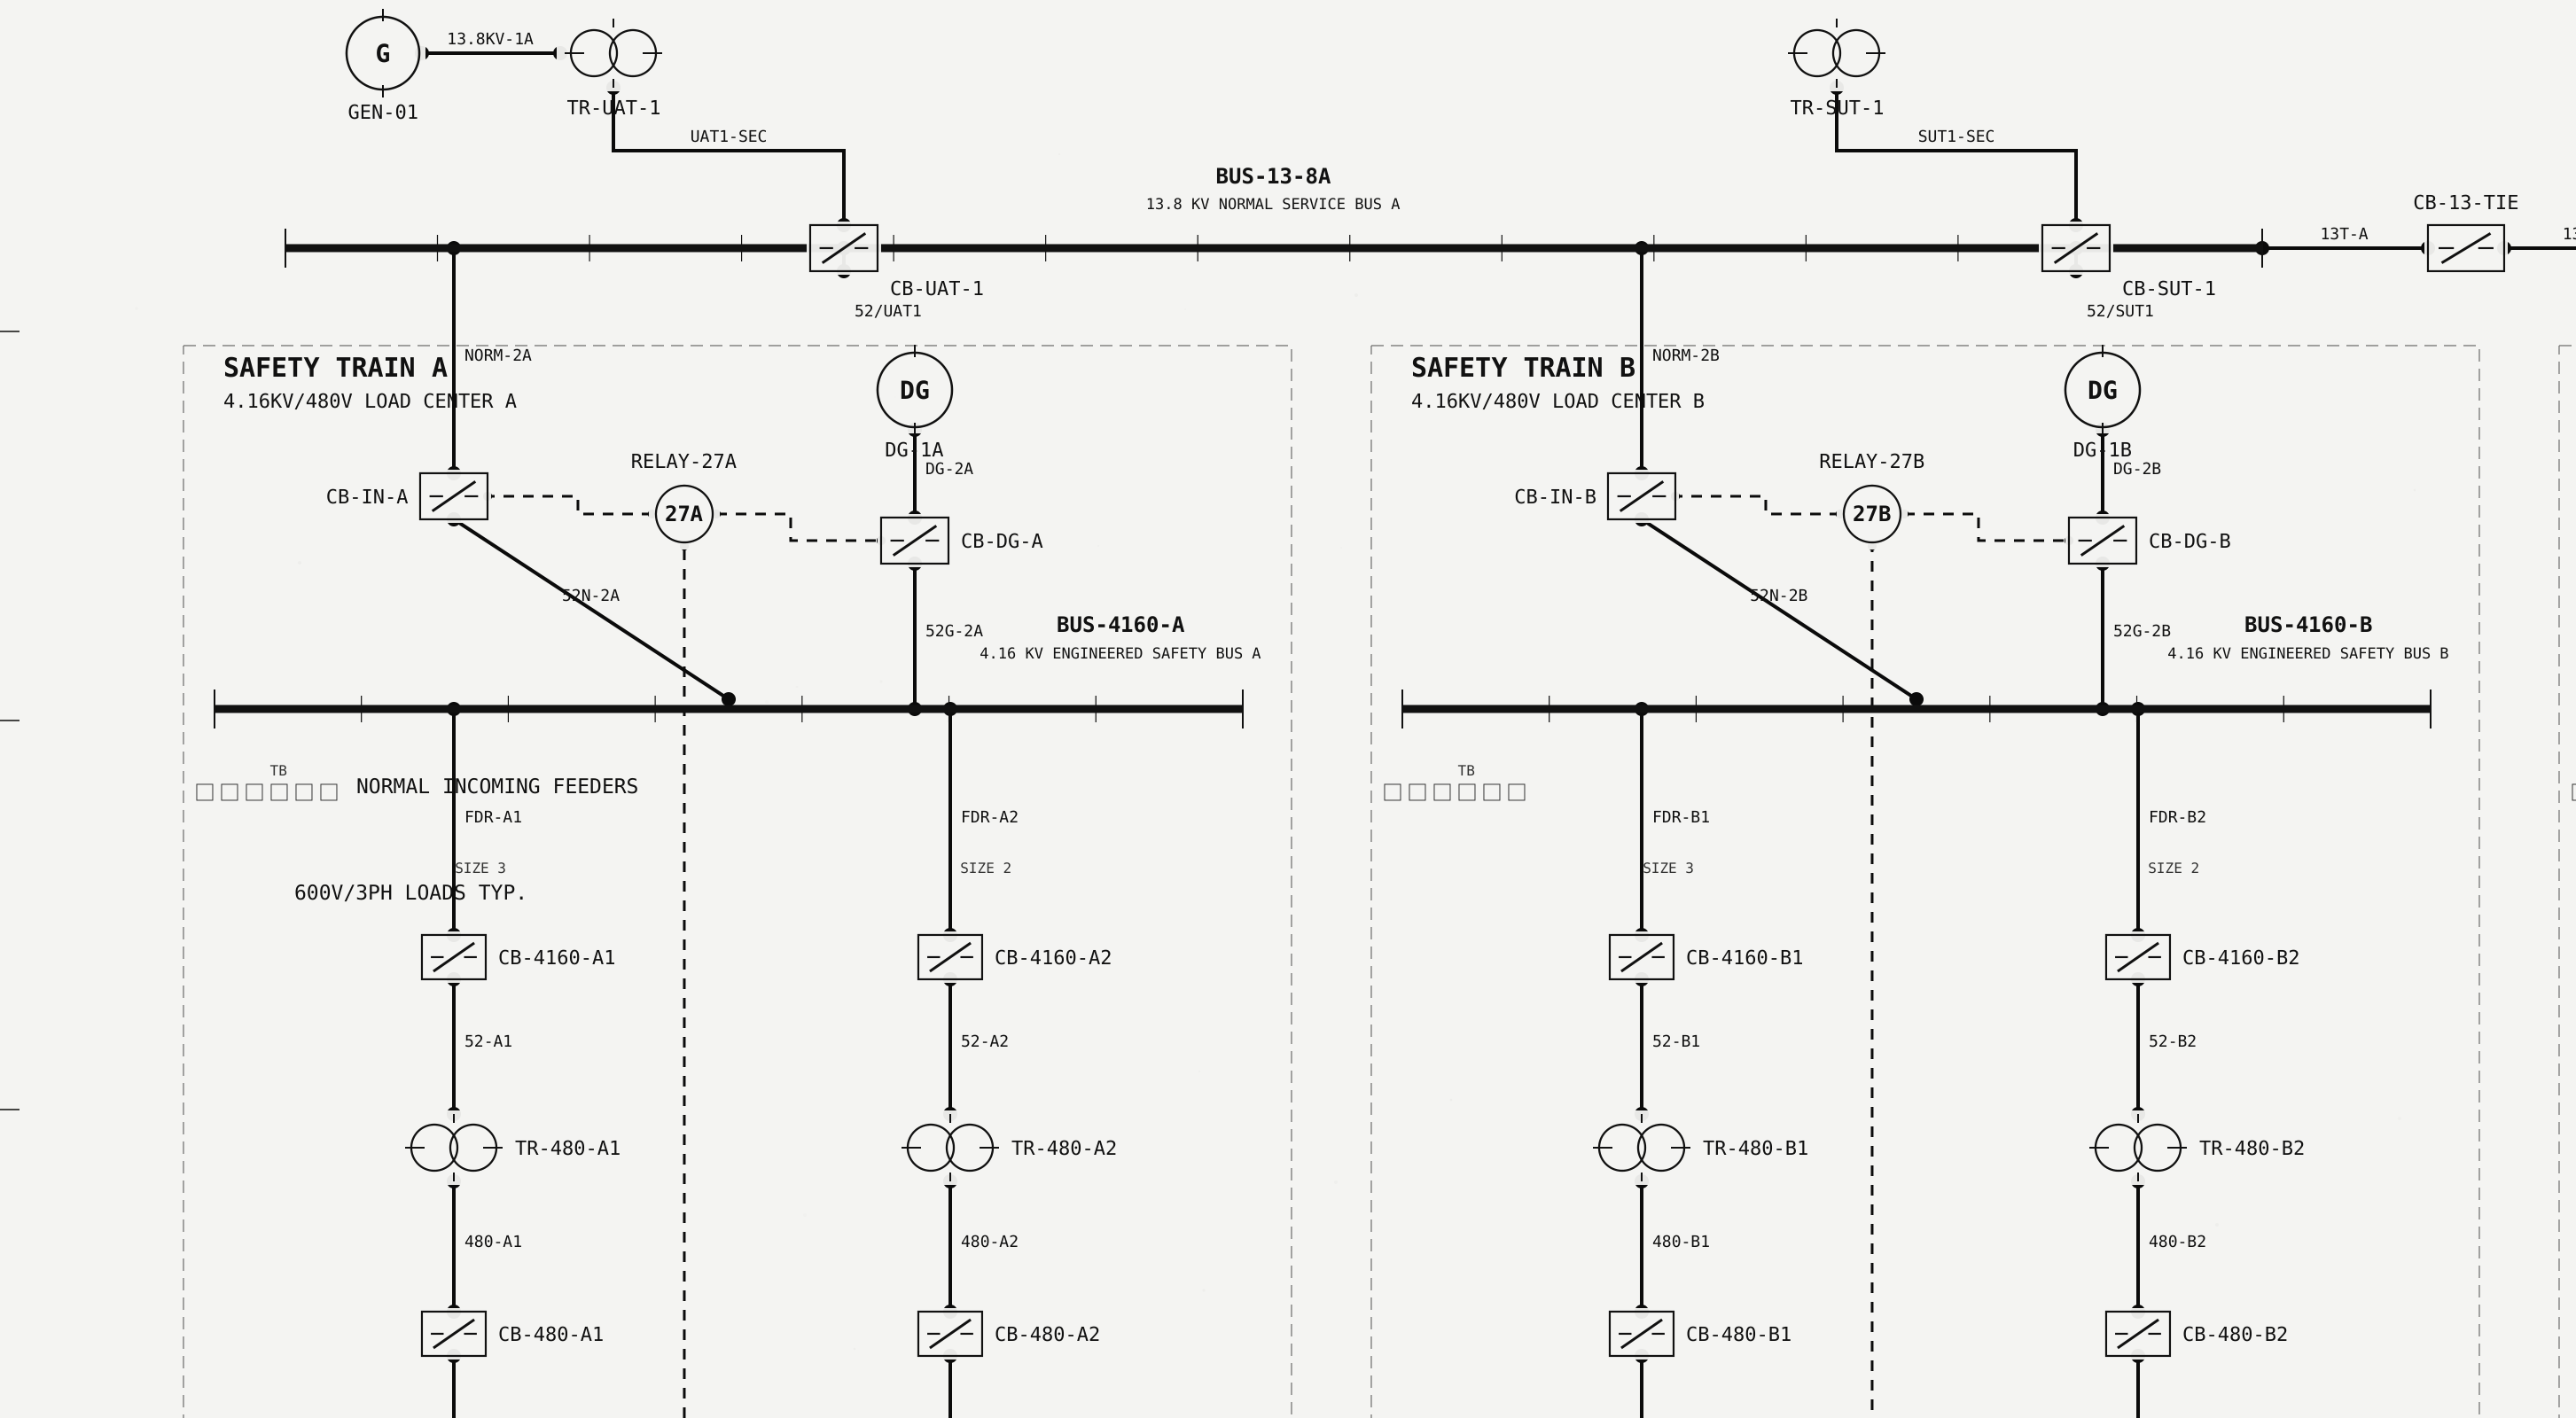 G
13.8KV-1A
GEN-01
TR-UAT-1
TR-SUT-1
UAT1-SEC
SUT1-SEC
BUS-13-8A
13.8 KV NORMAL SERVICE BUS A
CB-13-TIE
13T-A
CB-UAT-1
52/UAT1
CB-SUT-1
52/SUT1
SAFETY TRAIN A
4.16KV/480V LOAD CENTER A
NORM-2A
DG
DG-1A
DG-2A
RELAY-27A
CB-IN-A
27A
CB-DG-A
52N-2A
52G-2A
BUS-4160-A
4.16 KV ENGINEERED SAFETY BUS A
TB
NORMAL INCOMING FEEDERS
FDR-A1
FDR-A2
SIZE 3
SIZE 2
600V/3PH LOADS TYP.
CB-4160-A1
CB-4160-A2
52-A1
52-A2
TR-480-A1
TR-480-A2
480-A1
480-A2
CB-480-A1
CB-480-A2
SAFETY TRAIN B
4.16KV/480V LOAD CENTER B
NORM-2B
DG
DG-1B
DG-2B
RELAY-27B
CB-IN-B
27B
CB-DG-B
52N-2B
52G-2B
BUS-4160-B
4.16 KV ENGINEERED SAFETY BUS B
TB
FDR-B1
FDR-B2
SIZE 3
SIZE 2
CB-4160-B1
CB-4160-B2
52-B1
52-B2
TR-480-B1
TR-480-B2
480-B1
480-B2
CB-480-B1
CB-480-B2